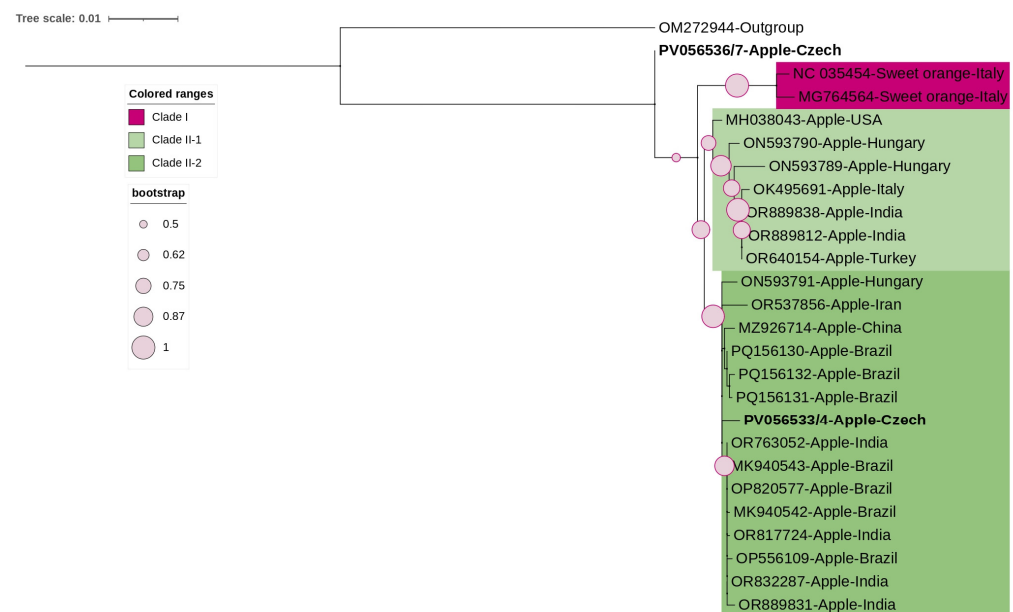 Tree scale: 0.01
OM272944-Outgroup
PV056536/7-Apple-Czech
NC 035454-Sweet orange-Italy
MG764564-Sweet orange-Italy
MH038043-Apple-USA
ON593790-Apple-Hungary
ON593789-Apple-Hungary
OK495691-Apple-Italy
OR889838-Apple-India
OR889812-Apple-India
OR640154-Apple-Turkey
ON593791-Apple-Hungary
OR537856-Apple-Iran
MZ926714-Apple-China
PQ156130-Apple-Brazil
PQ156132-Apple-Brazil
PQ156131-Apple-Brazil
PV056533/4-Apple-Czech
OR763052-Apple-India
MK940543-Apple-Brazil
OP820577-Apple-Brazil
MK940542-Apple-Brazil
OR817724-Apple-India
OP556109-Apple-Brazil
OR832287-Apple-India
OR889831-Apple-India
Colored ranges
Clade I
Clade II-1
Clade II-2
bootstrap
0.5
0.62
0.75
0.87
1